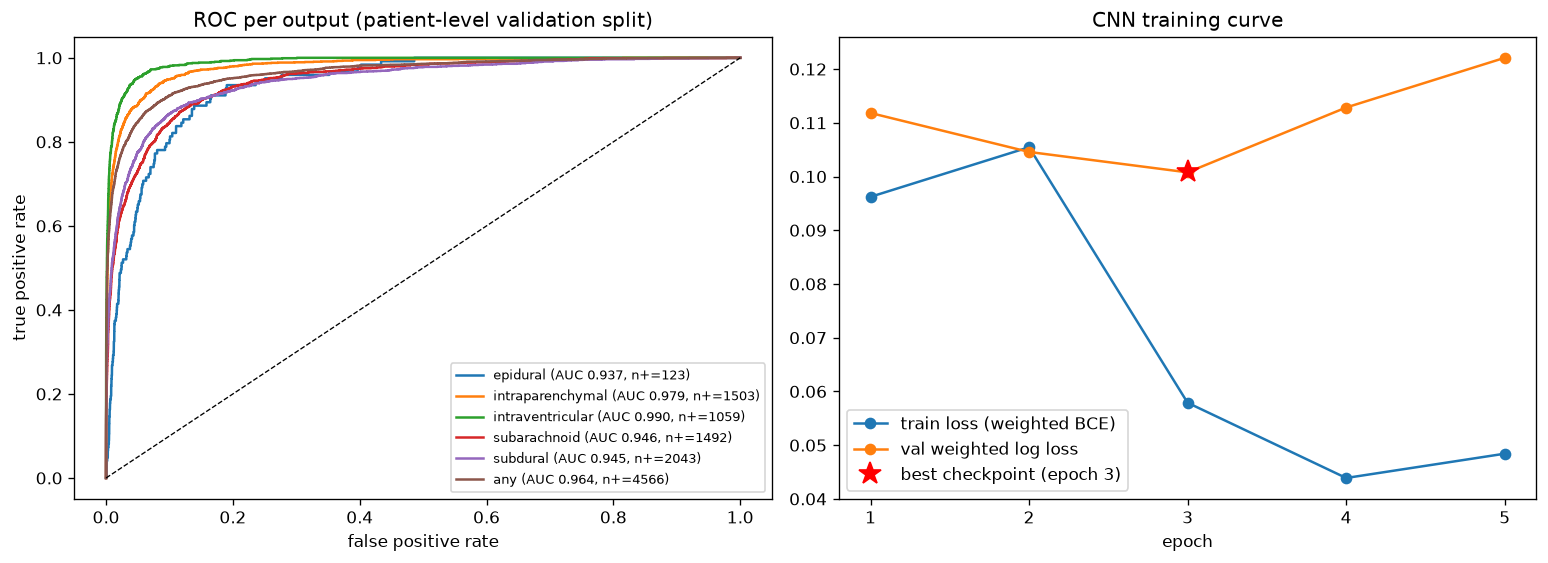 ROC per output (patient-level validation split)
true positive rate
1.0
0.8
0.6
0.4
0.2
0.0
epidural (AUC 0.937, n+=123)
intraparenchymal (AUC 0.979, n+=1503)
intraventricular (AUC 0.990, n+=1059)
subarachnoid (AUC 0.946, n+=1492)
subdural (AUC 0.945, n+=2043)
any (AUC 0.964, n+=4566)
0.0 0.2 0.4 0.6 0.8 1.0
false positive rate
CNN training curve
0.12
0.11
0.10
0.09
0.08
0.07
0.06
0.05
0.04
train loss (weighted BCE)
val weighted log loss
best checkpoint (epoch 3)
1 2 3 4 5
epoch